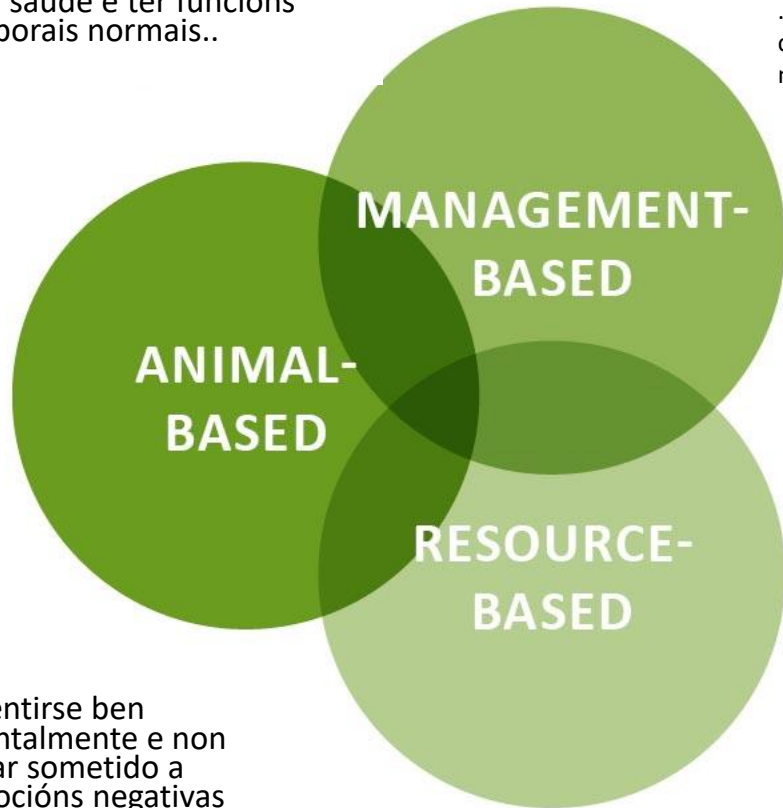 saúde e ter funcións
porais normais..
MANAGEMENT-
BASED
ANIMAL-
BASED
RESOURCE-
BASED
entirse ben
ntalmente e non
ar sometido a
ocións negativas